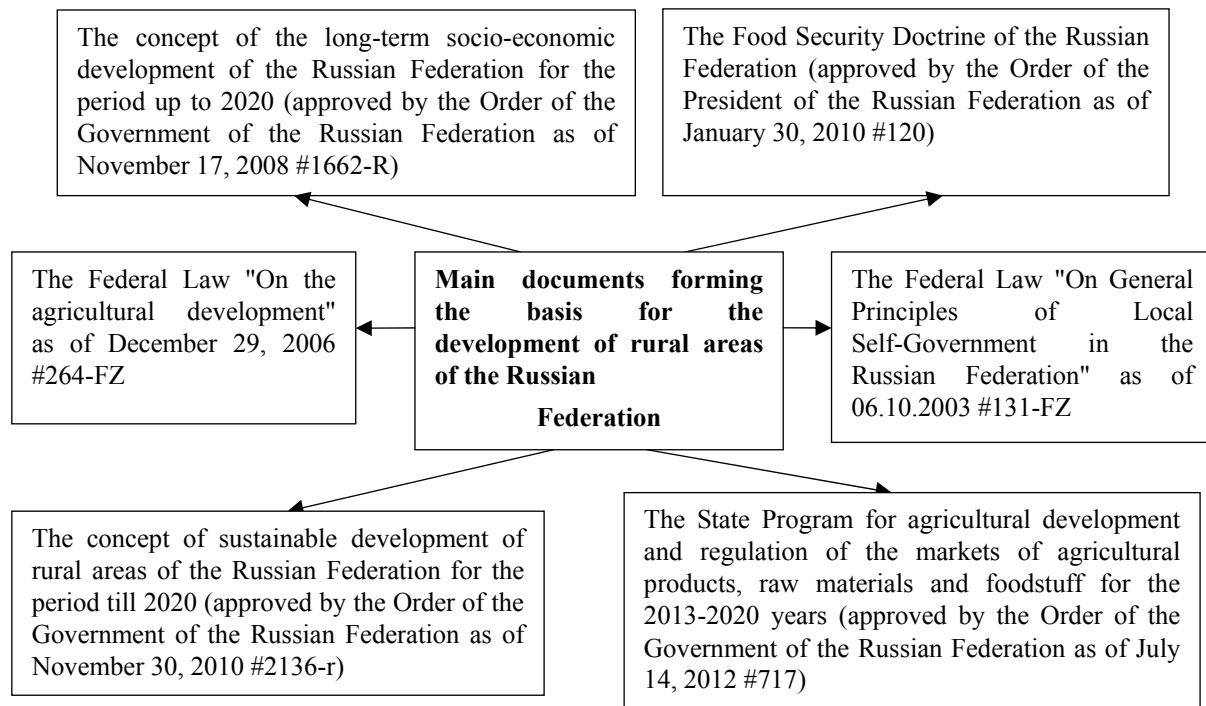 The concept of the long-term socio-economic
development of the Russian Federation for the
period up to 2020 (approved by the Order of the
Government of the Russian Federation as of
November 17, 2008 #1662-R)
The Food Security Doctrine of the Russian
Federation (approved by the Order of the
President of the Russian Federation as of
January 30, 2010 #120)
The Federal Law "On the
agricultural development"
as of December 29, 2006
#264-FZ
Main documents forming
the basis for the
development of rural areas
of the Russian
Federation
The Federal Law "On General
Principles of Local
Self-Government in the
Russian Federation" as of
06.10.2003 #131-FZ
The concept of sustainable development of
rural areas of the Russian Federation for the
period till 2020 (approved by the Order of the
Government of the Russian Federation as of
November 30, 2010 #2136-r)
The State Program for agricultural development
and regulation of the markets of agricultural
products, raw materials and foodstuff for the
2013-2020 years (approved by the Order of the
Government of the Russian Federation as of July
14, 2012 #717)